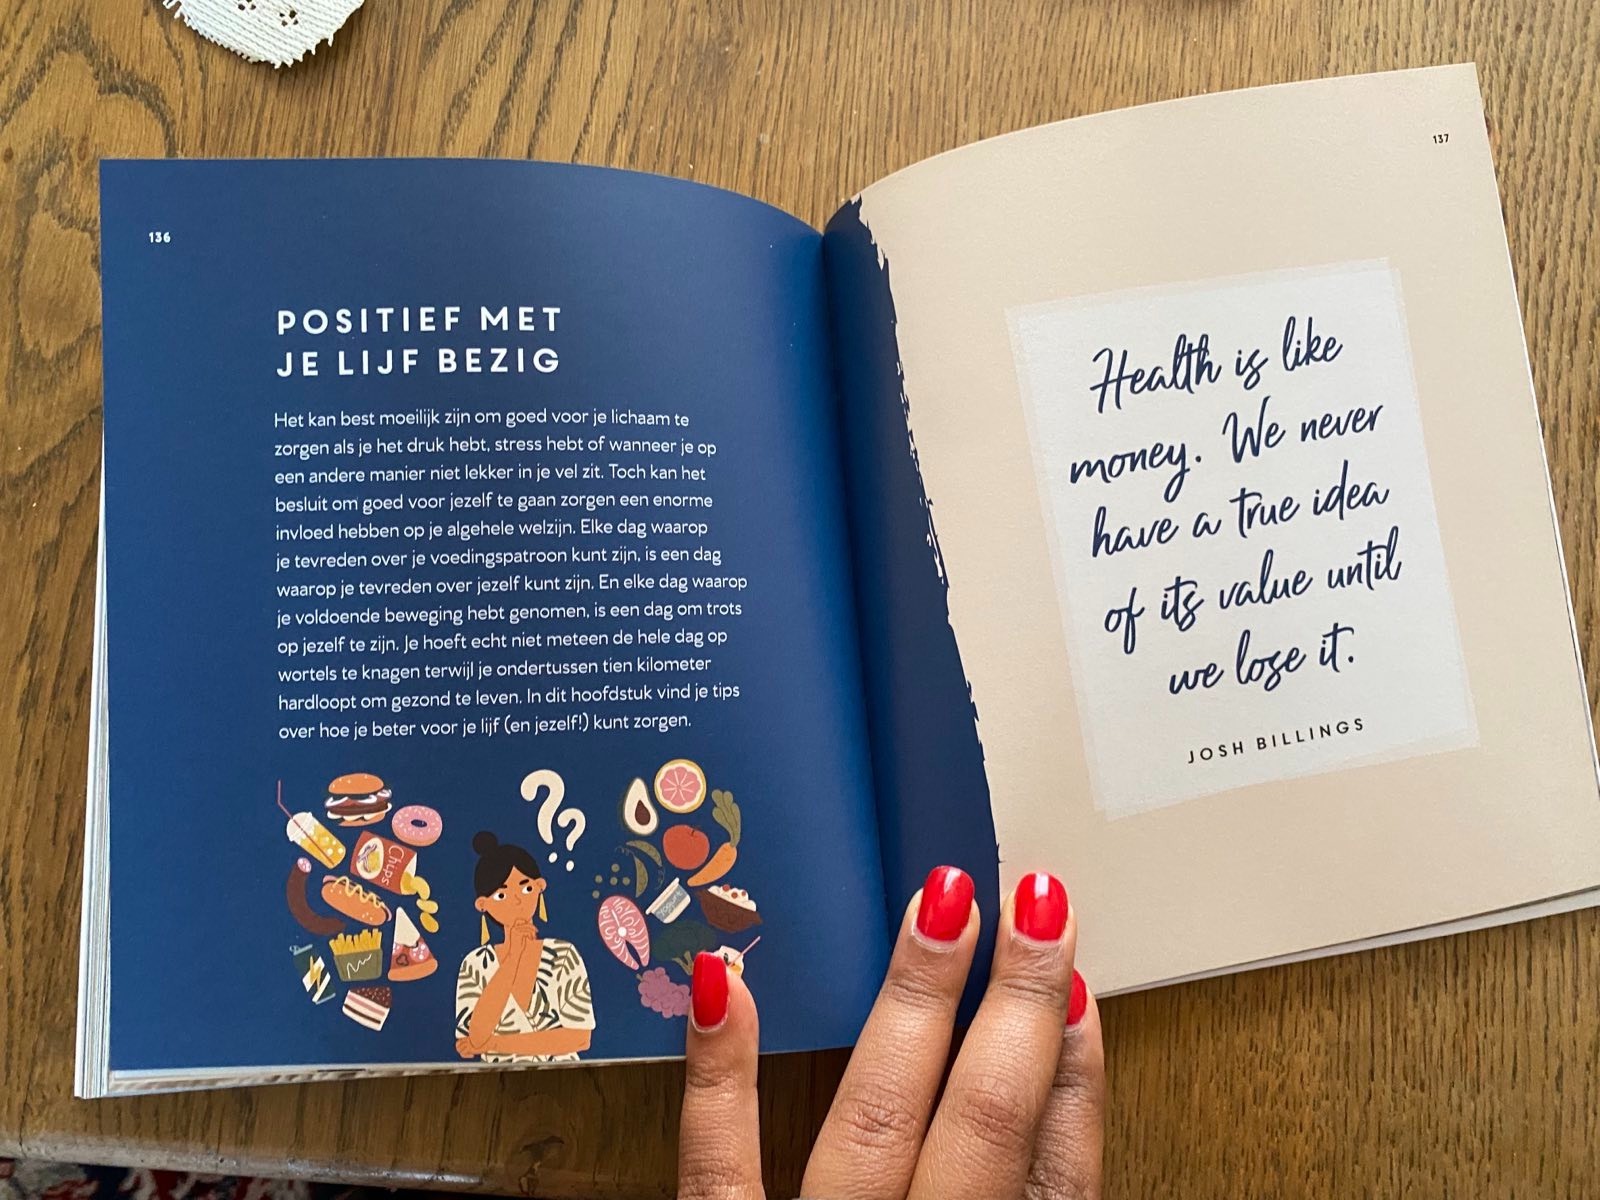 136
POSITIEF MET
JE LIJF BEZIG
Het kan best moeilijk zijn om goed voor je lichaam te
zorgen als je het druk hebt, stress hebt of wanneer je op
een andere manier niet lekker in je vel zit. Toch kan het
besluit om goed voor jezelf te gaan zorgen een enorme
invloed hebben op je algehele welzijn. Elke dag waarop
je tevreden over je voedingspatroon kunt zijn, is een dag
waarop je tevreden over jezelf kunt zijn. En elke dag waarop
je voldoende beweging hebt genomen, is een dag om trots
op jezelf te zijn. Je hoeft echt niet meteen de hele dag op
wortels te knagen terwijl je ondertussen tien kilometer
hardloopt om gezond te leven. In dit hoofdstuk vind je tips
over hoe je beter voor je lijf (en jezelf!) kunt zorgen.
??
Chips
Yogurt
137
Health is like
money. We never
have a true idea
of its value until
we lose it.
JOSH BILLINGS